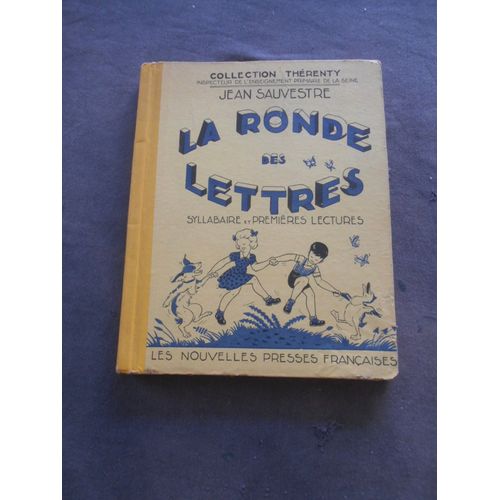 COLLECTION THÉRENTY
INSPECTEUR DE L'ENSEIGNEMENT PRIMAIRE DE LA SEINE
JEAN SAUVESTRE
LA RONDE
DES
LETTRES
SYLLABAIRE ET PREMIÈRES LECTURES
LES NOUVELLES PRESSES FRANÇAISES